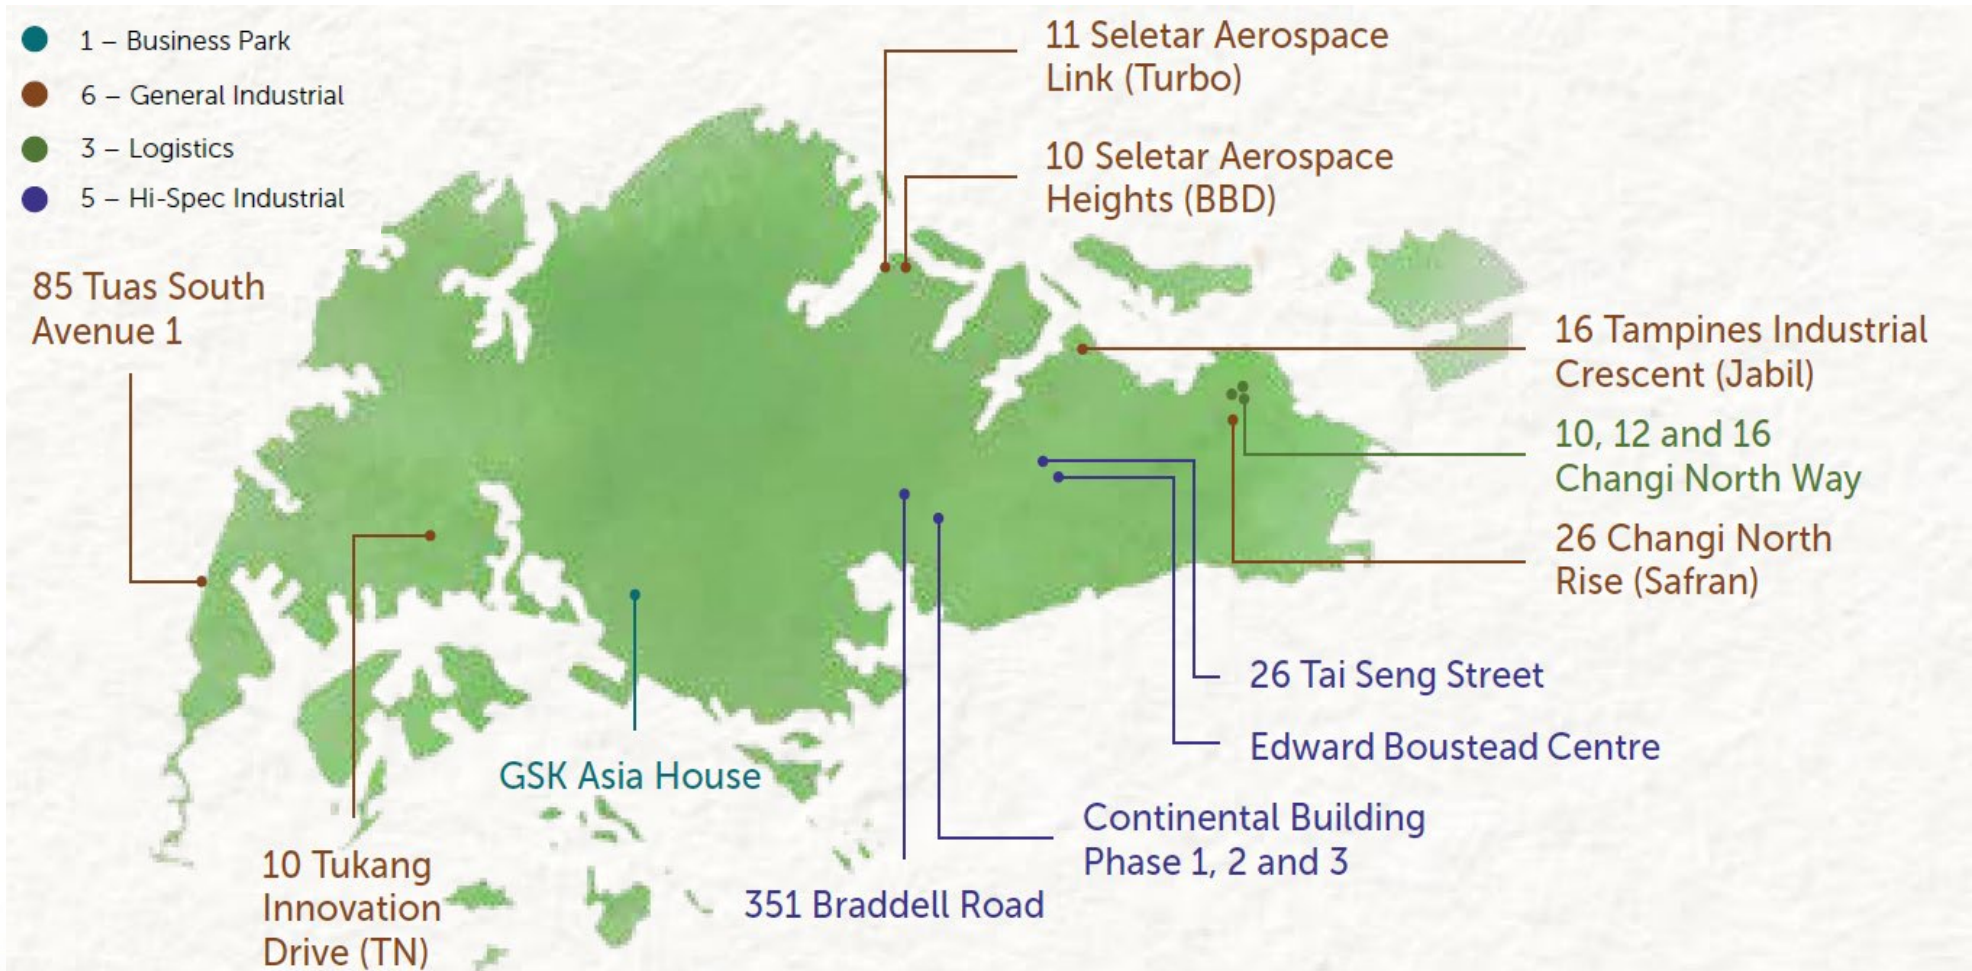 1 – Business Park
6 – General Industrial
3 – Logistics
5 – Hi-Spec Industrial
11 Seletar Aerospace
Link (Turbo)
10 Seletar Aerospace
Heights (BBD)
85 Tuas South
Avenue 1
16 Tampines Industrial
Crescent (Jabil)
10, 12 and 16
Changi North Way
26 Changi North
Rise (Safran)
26 Tai Seng Street
Edward Boustead Centre
GSK Asia House
Continental Building
Phase 1, 2 and 3
351 Braddell Road
10 Tukang
Innovation
Drive (TN)